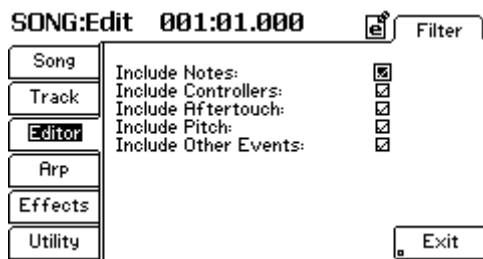 SONG:Edit 001:01.000 e Filter
Song
Track
Editor
Arp
Effects
Utility
Include Notes:
Include Controllers:
Include Aftertouch:
Include Pitch:
Include Other Events:
Exit